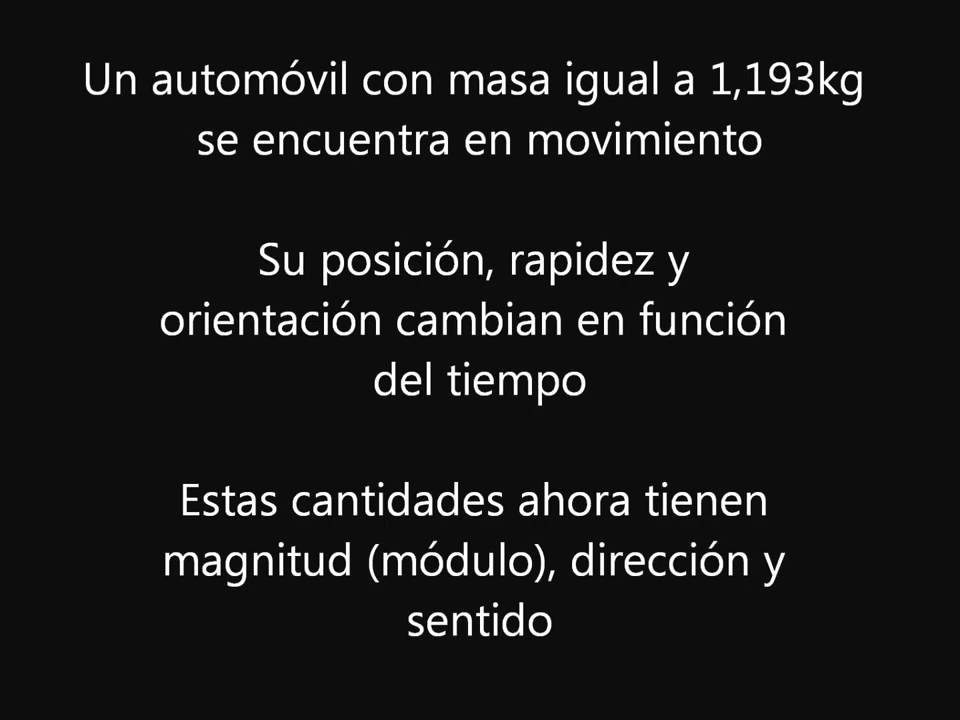 Un automóvil con masa igual a 1,193kg
se encuentra en movimiento
Su posición, rapidez y
orientación cambian en función
del tiempo
Estas cantidades ahora tienen
magnitud (módulo), dirección y
sentido